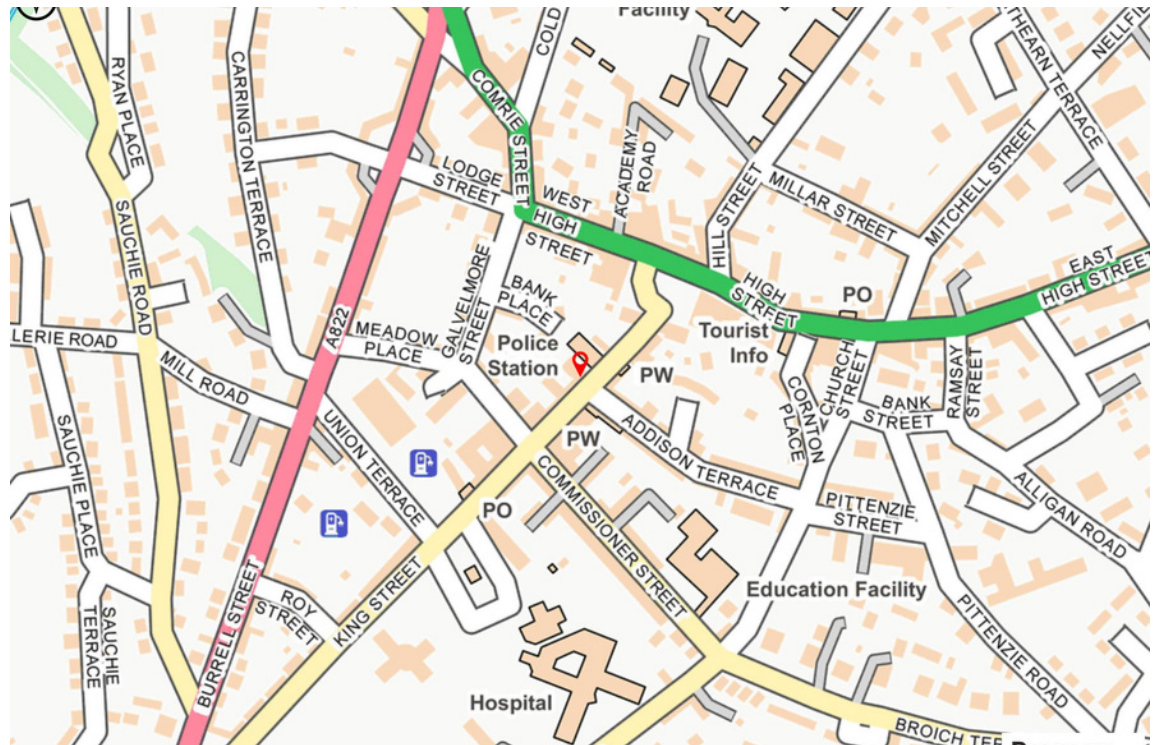 Facility
RYAN PLACE
CARRINGTON TERRACE
COMRIE STREET
COLD
ACADEMY
ROAD
LODGE
STREET
WEST
HIGH
STREET
HILL STREET
MILLAR STREET
MITCHELL STREET
THEARN TERRACE
NELLFIE
EAST
HIGH STREET
SAUCHIE ROAD
A822
GALVELMORE
STREET
BANK
PLACE
MEADOW
PLACE
Police
Station
HIGH
STREET
PO
Tourist
Info
PW
PW
LERIE ROAD
MILL ROAD
UNION TERRACE
ADDISON TERRACE
CORNTON
PLACE
CHURCH
STREET
BANK
STREET
RAMSAY
STREET
ALLIGAN ROAD
SAUCHIE PLACE
PO
COMMISSIONER STREET
PITTENZIE
STREET
Education Facility
PITTENZIE ROAD
SAUCHIE
TERRACE
BURRELL STREET
ROY
STREET
KING STREET
Hospital